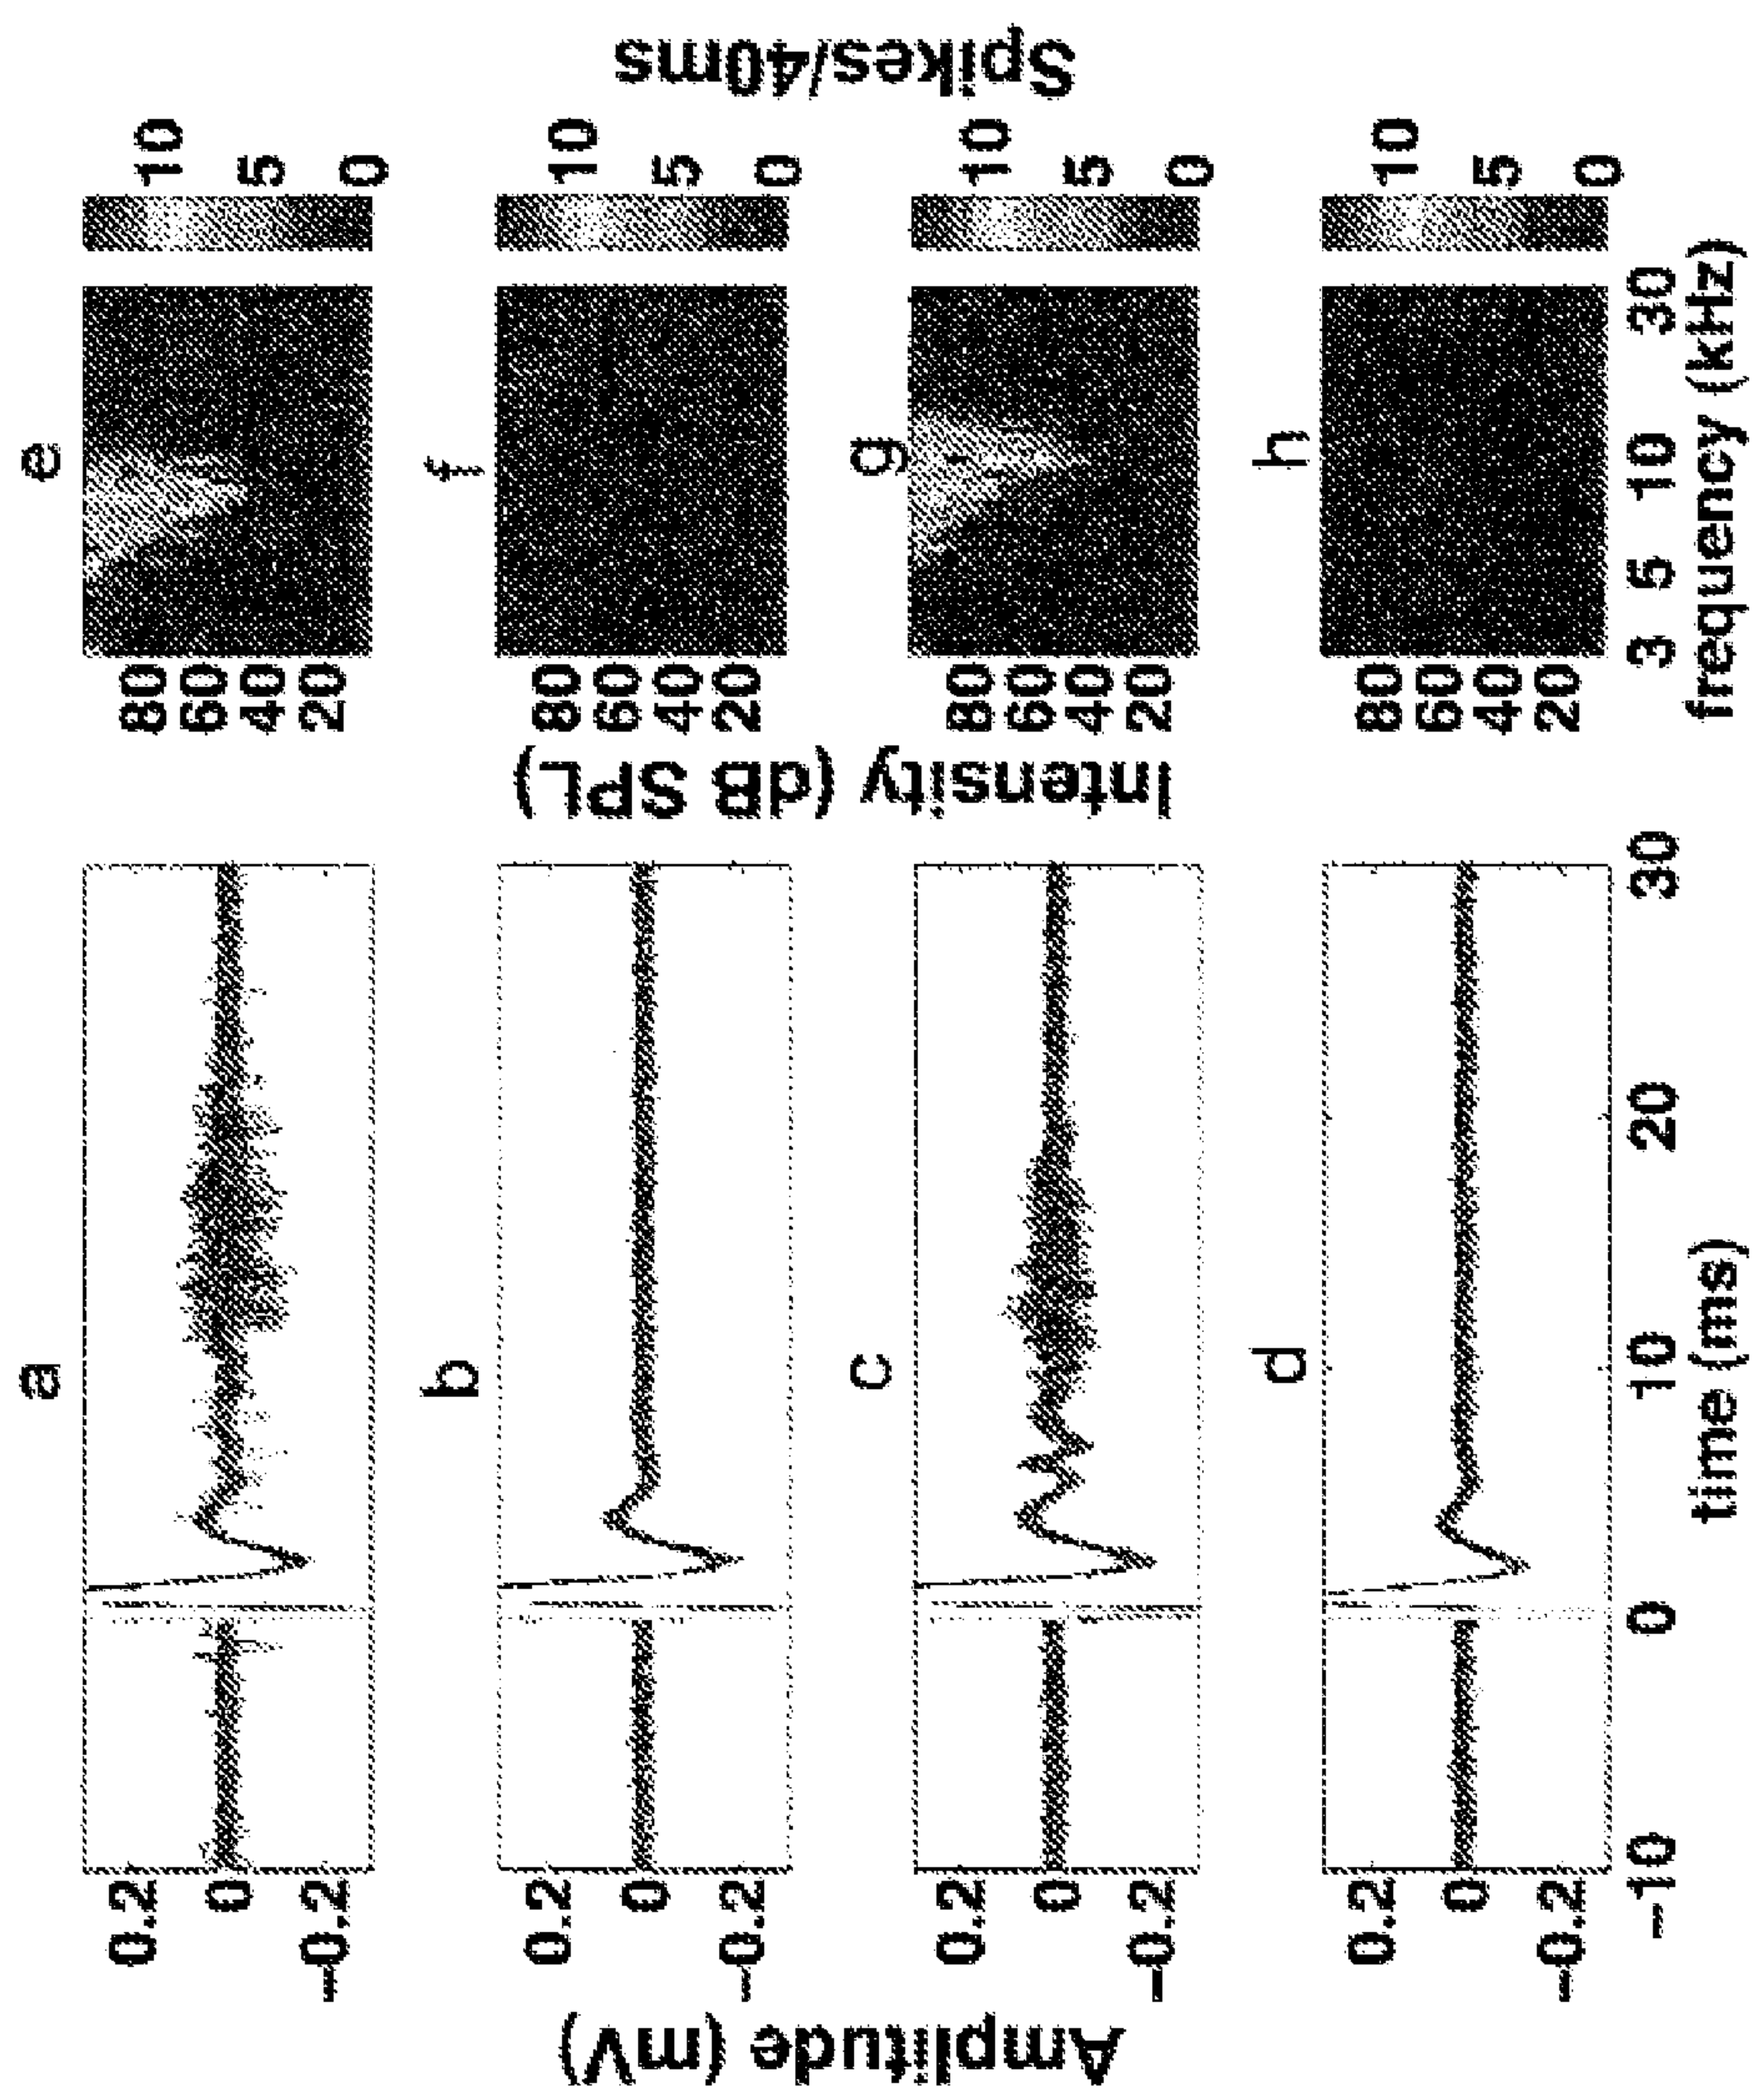 a
e
0.2
0
−0.2
80
60
40
20
10
5
0
b
f
0.2
0
−0.2
80
60
40
20
10
5
0
c
g
0.2
0
−0.2
80
60
40
20
10
5
0
d
h
0.2
0
−0.2
80
60
40
20
10
5
0
−10 0 10 20 30
3 5 10 30
time (ms)
frequency (kHz)
Amplitude (mV)
Intensity (dB SPL)
Spikes/40ms